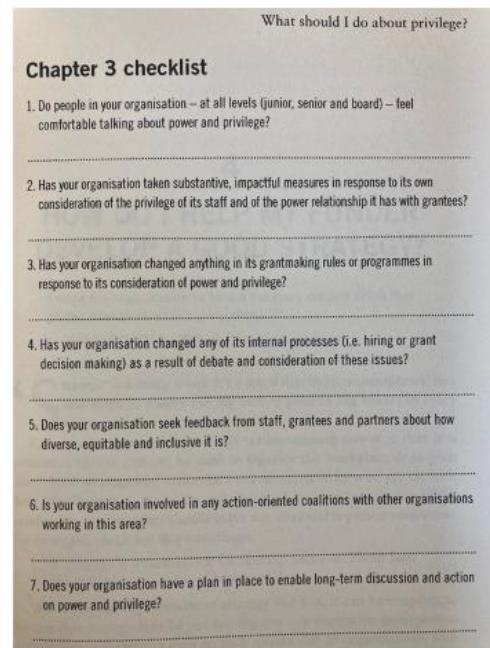 What should I do about privilege?
Chapter 3 checklist
1. Do people in your organisation – at all levels (junior, senior and board) – feel
comfortable talking about power and privilege?
2. Has your organisation taken substantive, impactful measures in response to its own
consideration of the privilege of its staff and of the power relationship it has with grantees?
3. Has your organisation changed anything in its grantmaking rules or programmes in
response to its consideration of power and privilege?
4. Has your organisation changed any of its internal processes (i.e. hiring or grant
decision making) as a result of debate and consideration of these issues?
5. Does your organisation seek feedback from staff, grantees and partners about how
diverse, equitable and inclusive it is?
6. Is your organisation involved in any action-oriented coalitions with other organisations
working in this area?
7. Does your organisation have a plan in place to enable long-term discussion and action
on power and privilege?